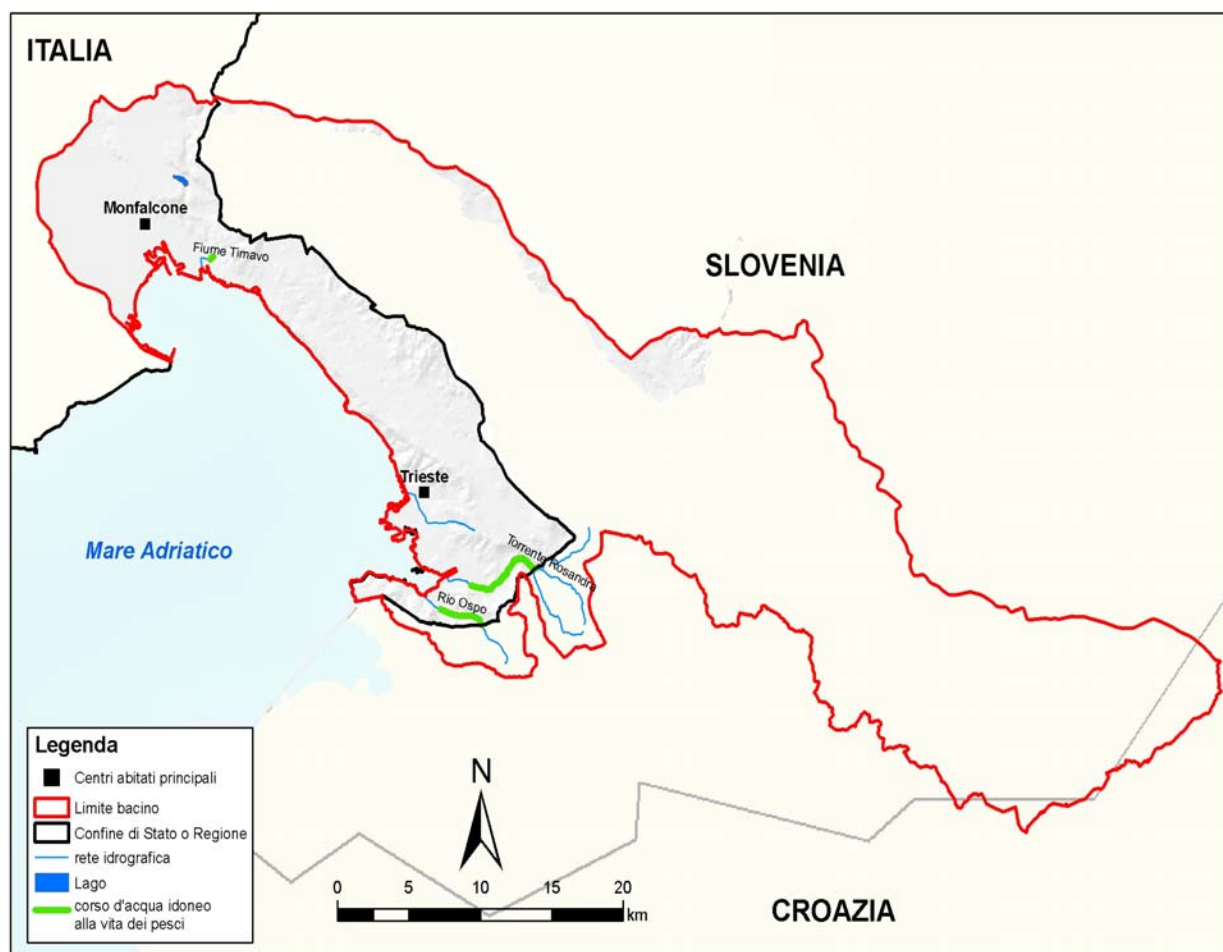 ITALIA
Monfalcone
Fiume Timavo
SLOVENIA
Trieste
Mare Adriatico
Torrente Rosandra
Rio Ospo
Legenda
Centri abitati principali
Limite bacino
Confine di Stato o Regione
rete idrografica
Lago
corso d'acqua idoneo
alla vita dei pesci
N
0 5 10 15 20
km
CROAZIA